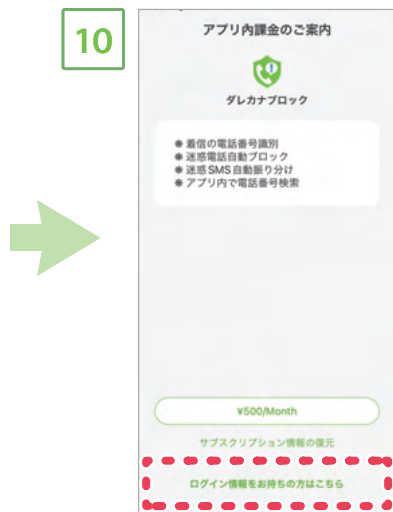 10
アプリ内課金のご案内
ダレカナブロック
※ 着信の電話番号識別
※ 迷惑電話自動ブロック
※ 迷惑SMS自動振り分け
※ アプリ内で電話番号検索
¥500/Month
サブスクリプション情報の復元
ログイン情報をお持ちの方はこちら